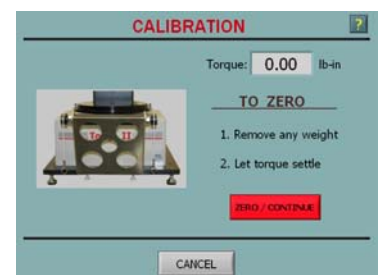 CALIBRATION
?
Torque: 0.00 lb-in
TO ZERO
1. Remove any weight
2. Let torque settle
ZERO / CONTINUE
CANCEL